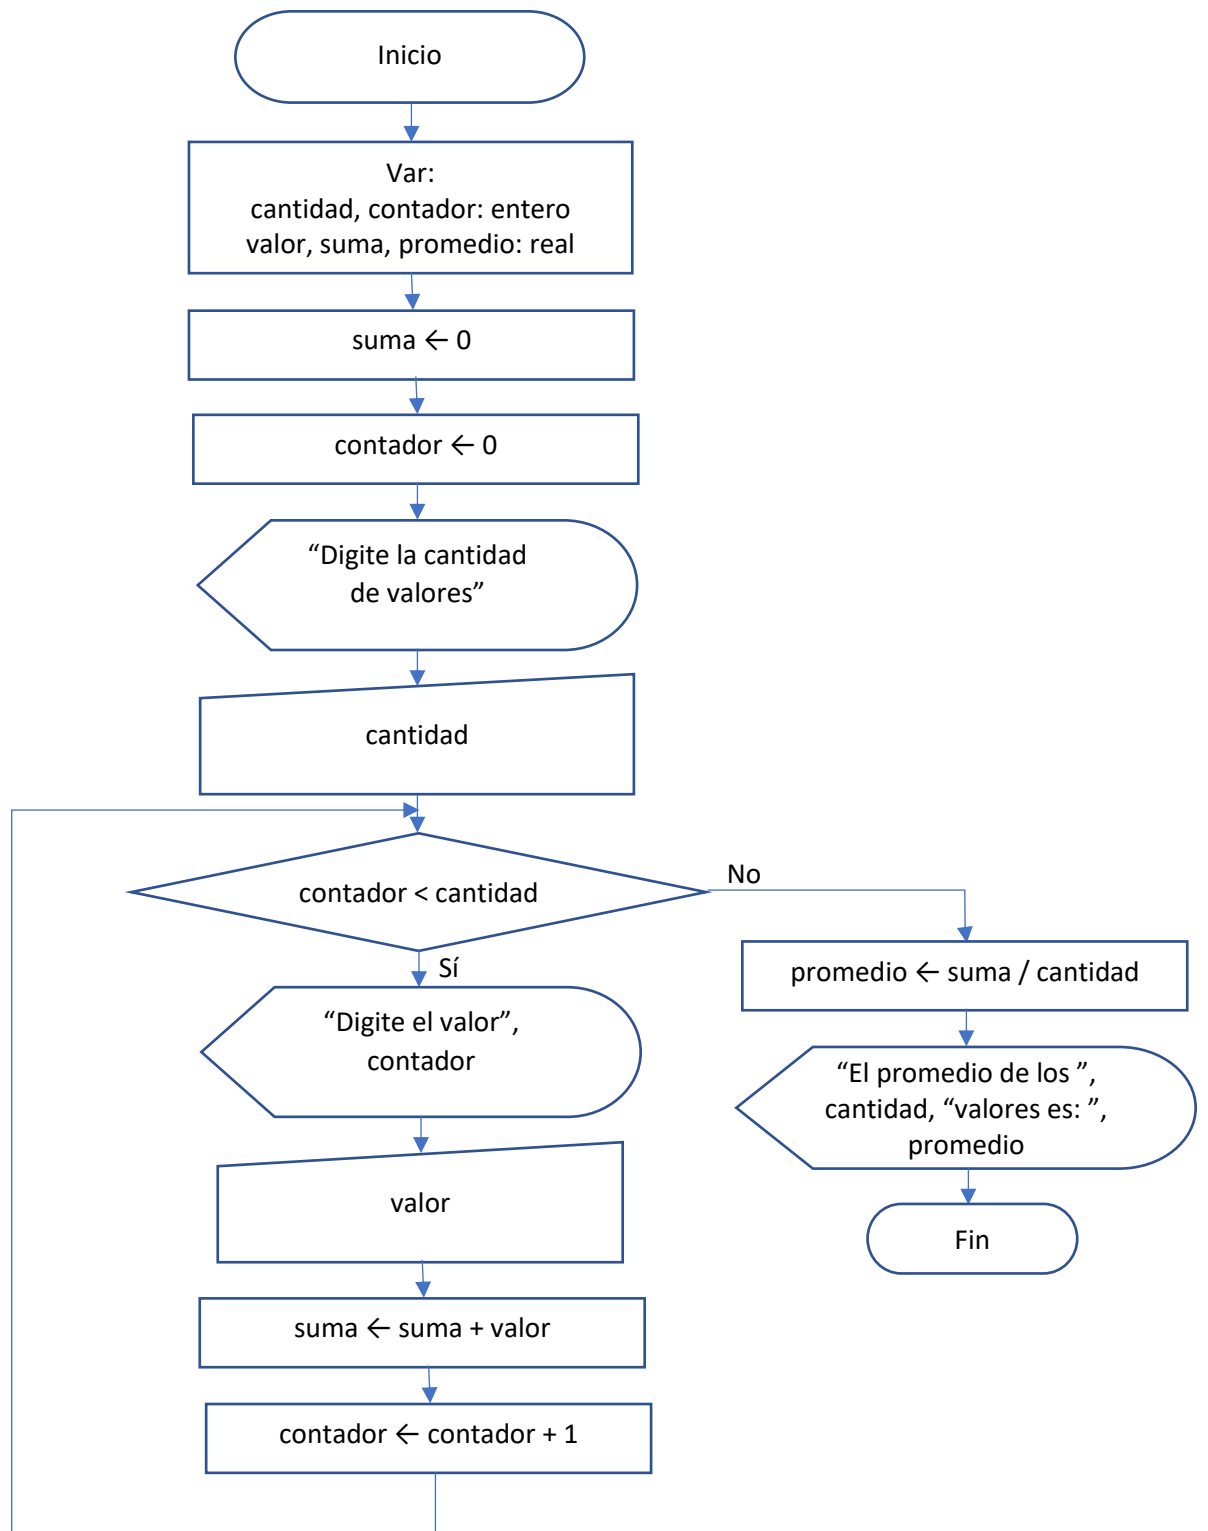 Inicio
Var:
cantidad, contador: entero
valor, suma, promedio: real
suma ← 0
contador ← 0
“Digite la cantidad
de valores”
cantidad
contador < cantidad
No
Sí
“Digite el valor”,
contador
valor
suma ← suma + valor
contador ← contador + 1
promedio ← suma / cantidad
“El promedio de los ”,
cantidad, “valores es: ”,
promedio
Fin